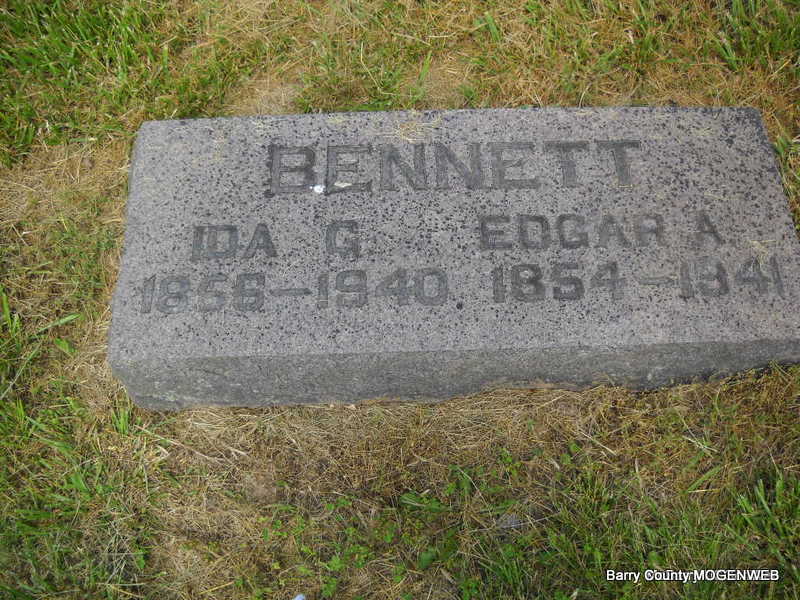 BENNETT
IDA G. EDGAR A.
1856-1940 1854-1941
Barry County MOGENWEB